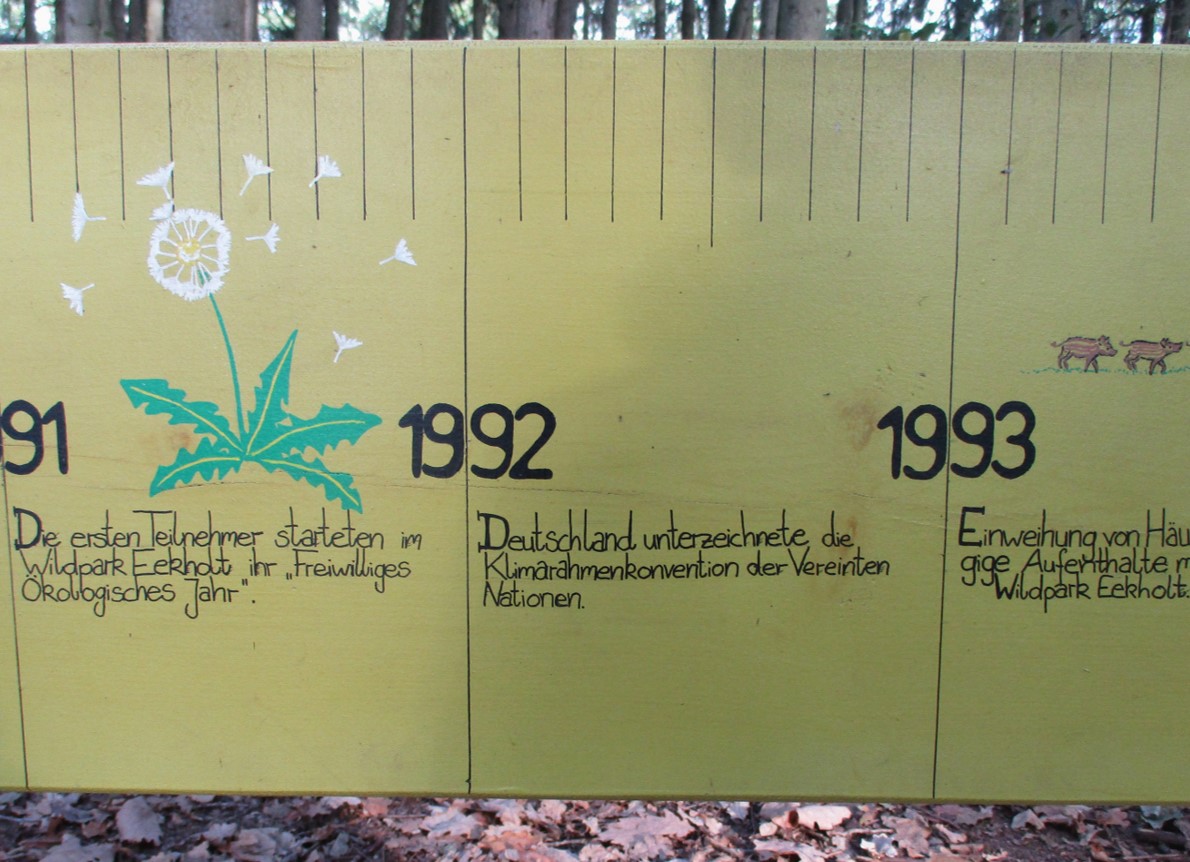 91
Die ersten Teilnehmer starteten im
Wildpark Eekholt ihr „Freiwilliges
Ökologisches Jahr".
1992
Deutschland unterzeichnete die
Klimarahmenkonvention der Vereinten
Nationen.
1993
Einweihung von Häu
gige
Wildpark Eekholt.